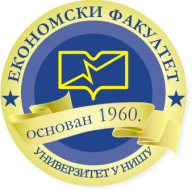 ЕКОНОМСКИ ФАКУЛТЕТ
основан 1960.
УНИВЕРЗИТЕТ У НИШУ